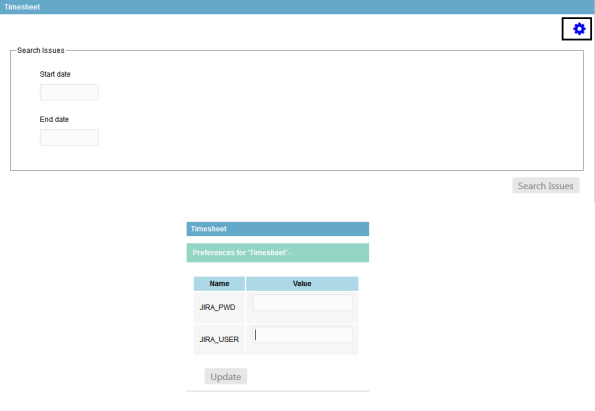 Timesheet
Search Issues
Start date
End date
Search Issues
Timesheet
Preferences for 'Timesheet' -
Name Value
JIRA_PWD
JIRA_USER
Update